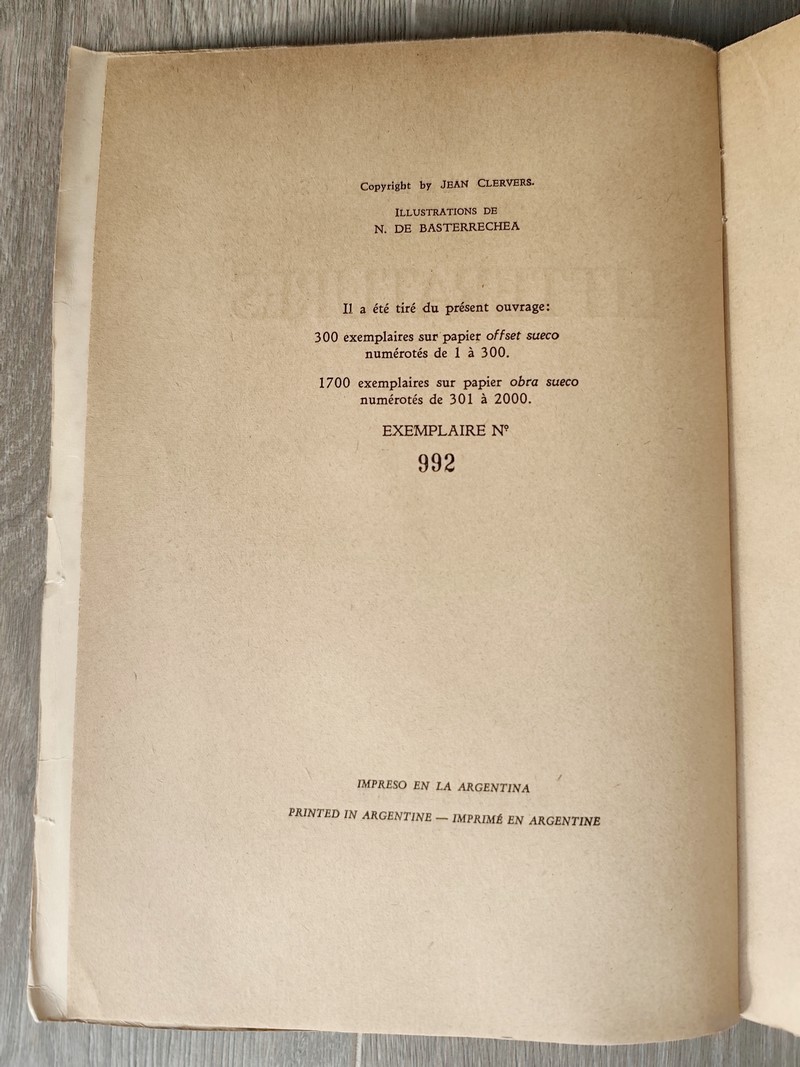 Copyright by JEAN CLERVERS.
ILLUSTRATIONS DE
N. DE BASTERRECHEA
Il a été tiré du présent ouvrage:
300 exemplaires sur papier offset sueco
numérotés de 1 à 300.
1700 exemplaires sur papier obra sueco
numérotés de 301 à 2000.
EXEMPLAIRE Nº
992
IMPRESO EN LA ARGENTINA
PRINTED IN ARGENTINE — IMPRIMÉ EN ARGENTINE